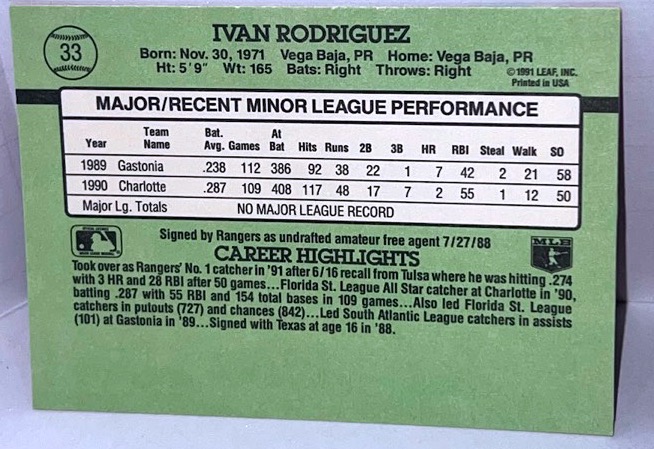 33
IVAN RODRIGUEZ
Born: Nov. 30, 1971 Vega Baja, PR Home: Vega Baja, PR
Ht: 5'9" Wt: 165 Bats: Right Throws: Right
©1991 LEAF, INC.
Printed in USA
MAJOR/RECENT MINOR LEAGUE PERFORMANCE
Year Team Name Bat. Avg. Games At Bat Hits Runs 2B 3B HR RBI Steal Walk SO
1989 Gastonia .238 112 386 92 38 22 1 7 42 2 21 58
1990 Charlotte .287 109 408 117 48 17 7 2 55 1 12 50
Major Lg. Totals NO MAJOR LEAGUE RECORD
Signed by Rangers as undrafted amateur free agent 7/27/88
MLB
CAREER HIGHLIGHTS
Took over as Rangers' No. 1 catcher in '91 after 6/16 recall from Tulsa where he was hitting .274
with 3 HR and 28 RBI after 50 games...Florida St. League All Star catcher at Charlotte in '90,
batting .287 with 55 RBI and 154 total bases in 109 games...Also led Florida St. League
catchers in putouts (727) and chances (842)...Led South Atlantic League catchers in assists
(101) at Gastonia in '89...Signed with Texas at age 16 in '88.